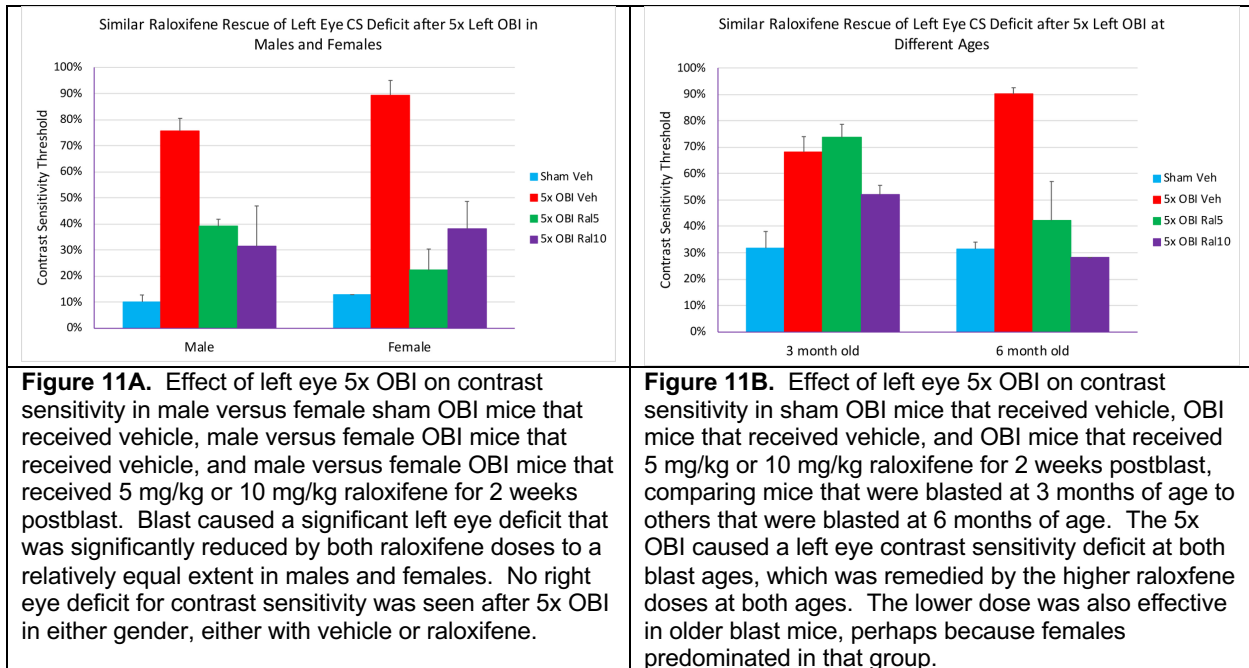 Similar Raloxifene Rescue of Left Eye CS Deficit after 5x Left OBI in
Males and Females
Contrast Sensitivity Threshold
100%
90%
80%
70%
60%
50%
40%
30%
20%
10%
0%
Male
Female
Sham Veh
5x OBI Veh
5x OBI Ral5
5x OBI Ral10
Figure 11A. Effect of left eye 5x OBI on contrast
sensitivity in male versus female sham OBI mice that
received vehicle, male versus female OBI mice that
received vehicle, and male versus female OBI mice that
received 5 mg/kg or 10 mg/kg raloxifene for 2 weeks
postblast. Blast caused a significant left eye deficit that
was significantly reduced by both raloxifene doses to a
relatively equal extent in males and females. No right
eye deficit for contrast sensitivity was seen after 5x OBI
in either gender, either with vehicle or raloxifene.
Similar Raloxifene Rescue of Left Eye CS Deficit after 5x Left OBI at
Different Ages
Contrast Sensitivity Threshold
100%
90%
80%
70%
60%
50%
40%
30%
20%
10%
0%
3 month old
6 month old
Sham Veh
5x OBI Veh
5x OBI Ral5
5x OBI Ral10
Figure 11B. Effect of left eye 5x OBI on contrast
sensitivity in sham OBI mice that received vehicle, OBI
mice that received vehicle, and OBI mice that received
5 mg/kg or 10 mg/kg raloxifene for 2 weeks postblast,
comparing mice that were blasted at 3 months of age to
others that were blasted at 6 months of age. The 5x
OBI caused a left eye contrast sensitivity deficit at both
blast ages, which was remedied by the higher raloxfene
doses at both ages. The lower dose was also effective
in older blast mice, perhaps because females
predominated in that group.